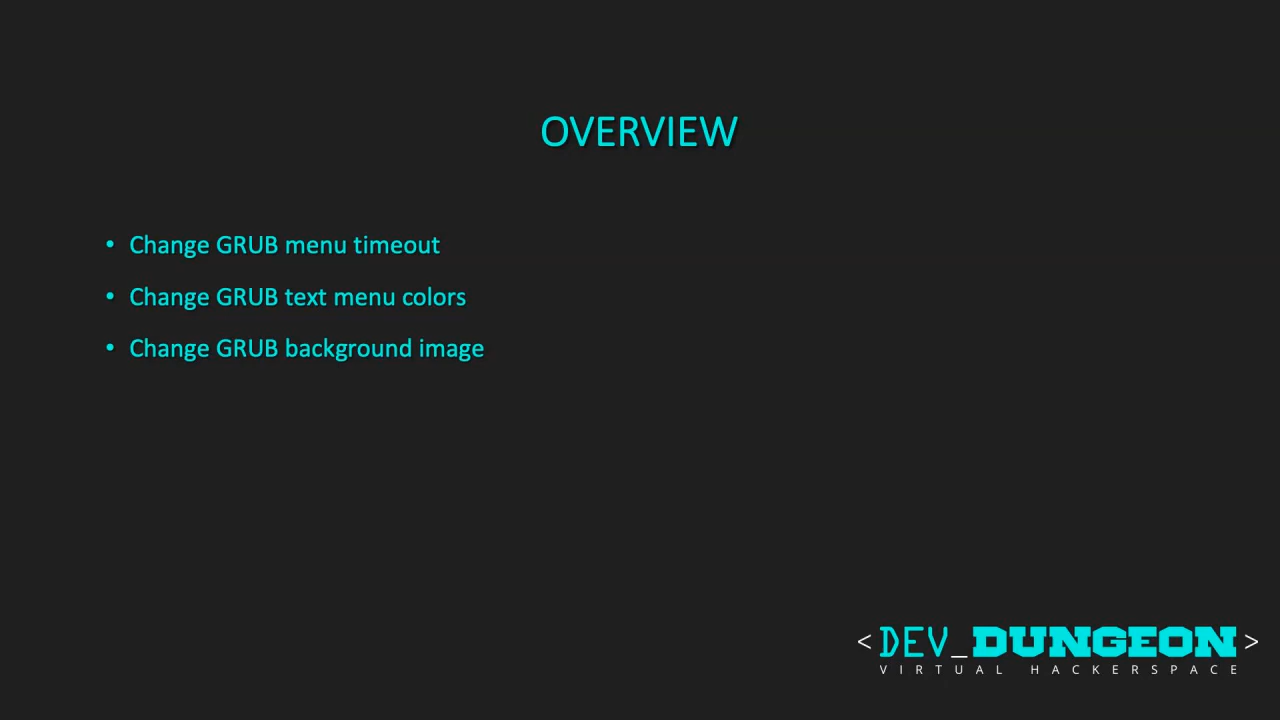 OVERVIEW
• Change GRUB menu timeout
• Change GRUB text menu colors
• Change GRUB background image
<DEV_DUNGEON>
VIRTUAL HACKERSPACE